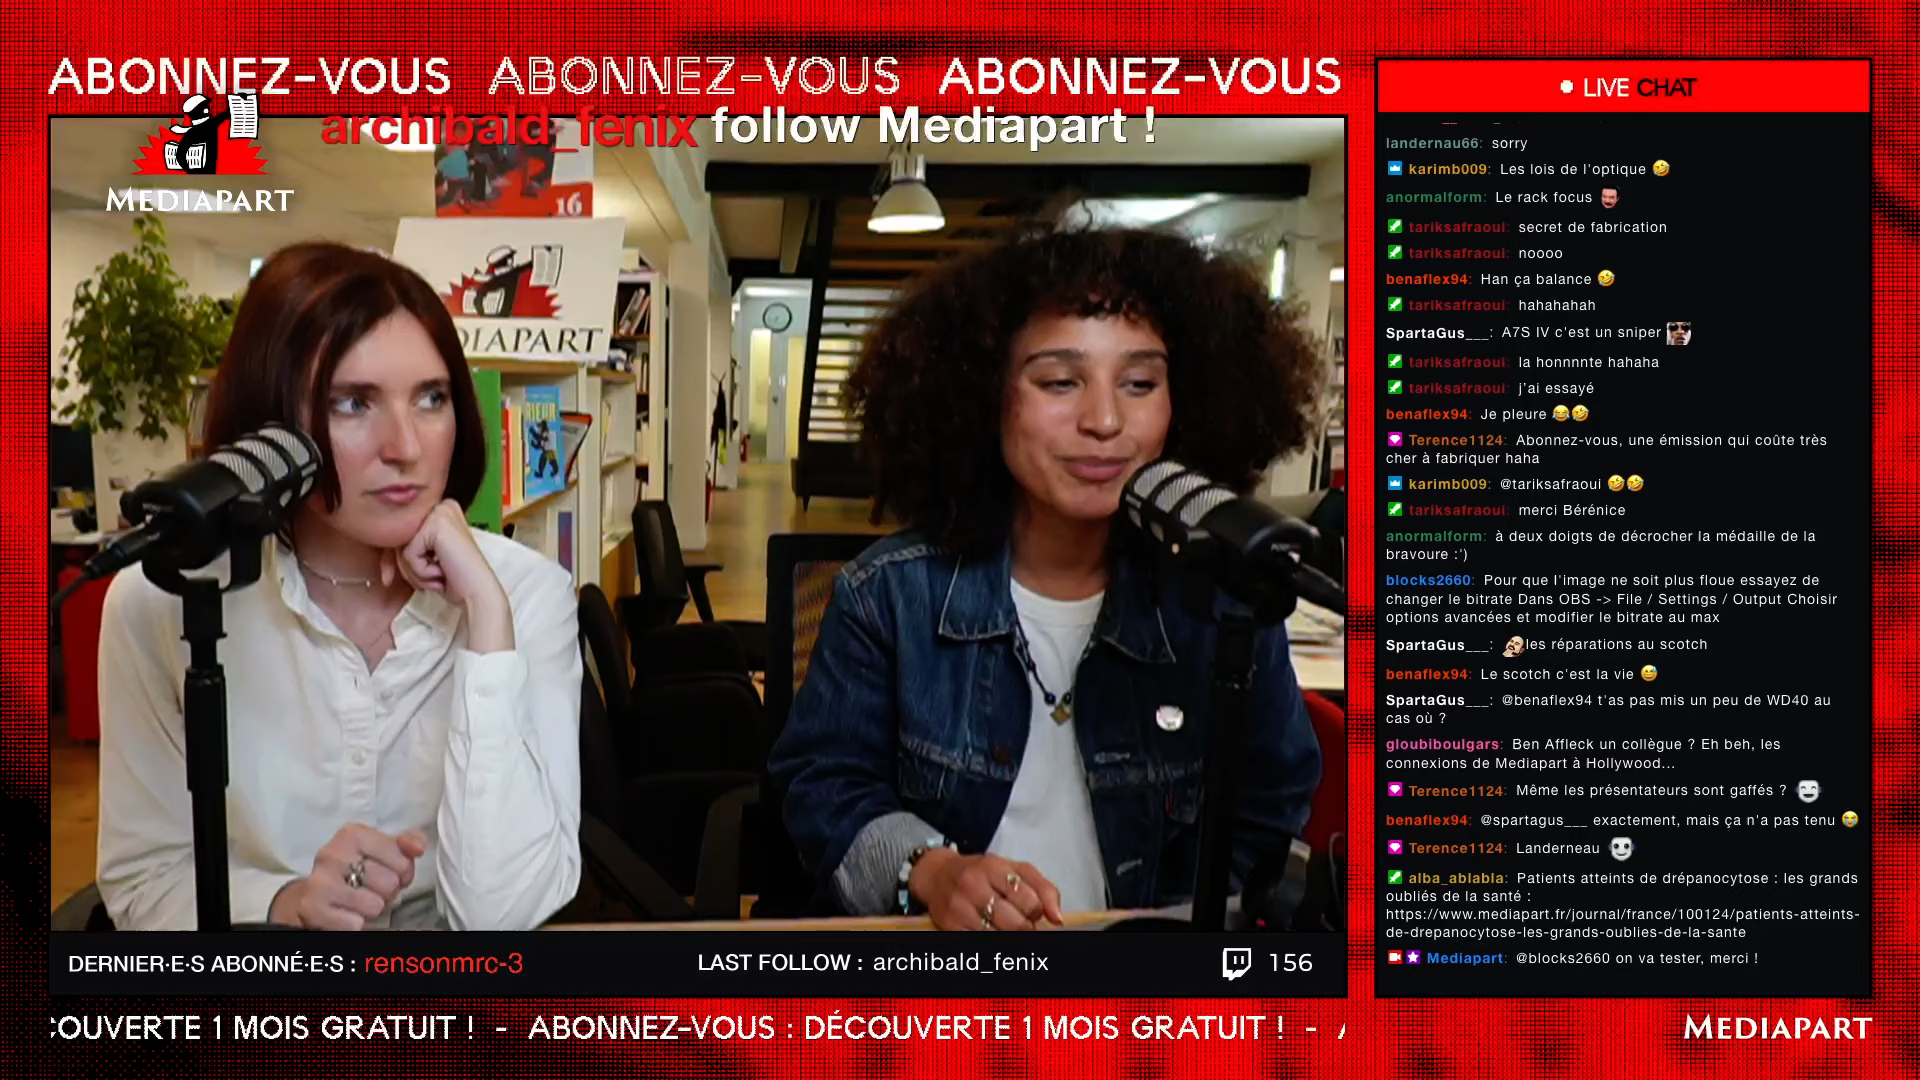 ABONNEZ-VOUS ABONNEZ-VOUS ABONNEZ-VOUS
archibald_fenix follow Mediapart !
MEDIAPART
16
DIAPART
DERNIER·E·S ABONNÉ·E·S : rensonmrc-3
LAST FOLLOW : archibald_fenix
156
COUVERTE 1 MOIS GRATUIT ! - ABONNEZ-VOUS : DÉCOUVERTE 1 MOIS GRATUIT ! -
LIVE CHAT
landernau66: sorry
karimb009: Les lois de l'optique 🤣
anormalform: Le rack focus
tariksafraoui: secret de fabrication
tariksafraoui: noooo
benaflex94: Han ça balance 🤣
tariksafraoui: hahahahah
SpartaGus___: A7S IV c'est un sniper
tariksafraoui: la honnnnte hahaha
tariksafraoui: j'ai essayé
benaflex94: Je pleure 😂🤣
Terence1124: Abonnez-vous, une émission qui coûte très
cher à fabriquer haha
karimb009: @tariksafraoui 🤣🤣
tariksafraoui: merci Bérénice
anormalform: à deux doigts de décrocher la médaille de la
bravoure :')
blocks2660: Pour que l'image ne soit plus floue essayez de
changer le bitrate Dans OBS -> File / Settings / Output Choisir
options avancées et modifier le bitrate au max
SpartaGus___: les réparations au scotch
benaflex94: Le scotch c'est la vie 😅
SpartaGus___: @benaflex94 t'as pas mis un peu de WD40 au
cas où ?
gloubiboulgars: Ben Affleck un collègue ? Eh beh, les
connexions de Mediapart à Hollywood...
Terence1124: Même les présentateurs sont gaffés ?
benaflex94: @spartagus___ exactement, mais ça n'a pas tenu 😭
Terence1124: Landerneau
alba_ablabla: Patients atteints de drépanocytose : les grands
oubliés de la santé :
https://www.mediapart.fr/journal/france/100124/patients-atteints-
de-drepanocytose-les-grands-oublies-de-la-sante
Mediapart: @blocks2660 on va tester, merci !
MEDIAPART